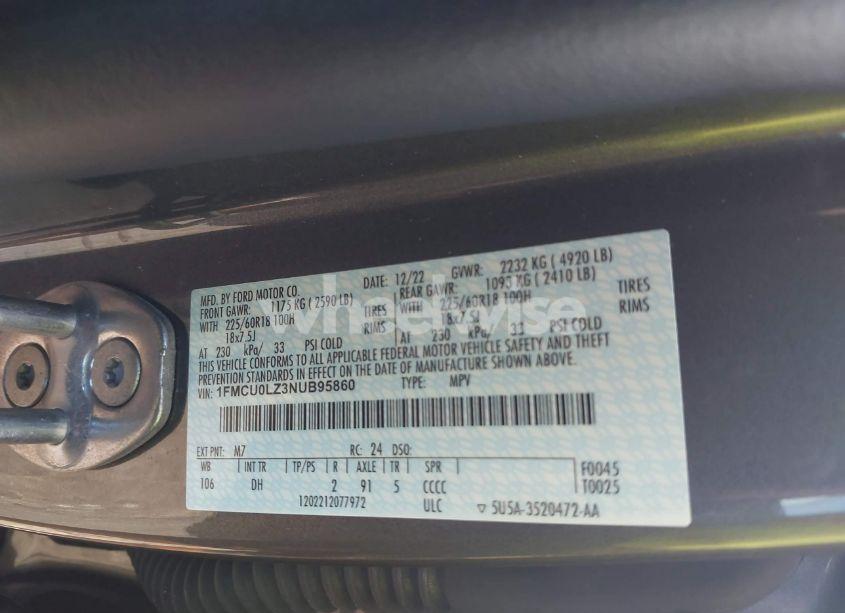 MFD. BY FORD MOTOR CO.
DATE: 12/22 GVWR: 2232 KG ( 4920 LB)
FRONT GAWR: 1175 KG ( 2590 LB) REAR GAWR: 1095 KG ( 2410 LB)
WITH 225/60R18 100H TIRES WITH 225/60R18 100H TIRES
18x7.5J RIMS 18x7.5J RIMS
AT 230 kPa/ 33 PSI COLD AT 230 kPa/ 33 PSI COLD
THIS VEHICLE CONFORMS TO ALL APPLICABLE FEDERAL MOTOR VEHICLE SAFETY AND THEFT
PREVENTION STANDARDS IN EFFECT ON THE DATE OF MANUFACTURE SHOWN ABOVE.
VIN: 1FMCU0LZ3NUB95860 TYPE: MPV
EXT PNT: M7 RC: 24 DSO:
WB INT TR TP/PS R AXLE TR SPR F0045
106 DH 2 91 5 CCCC T0025
1202212077972 ULC ▽ 5U5A-3520472-AA
wheelwise